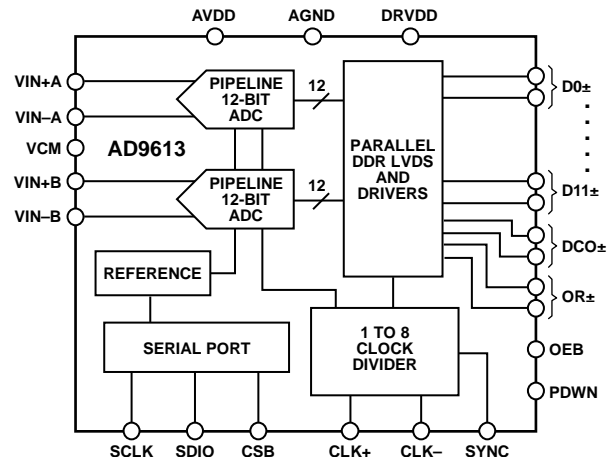 AVDD AGND DRVDD
VIN+A
VIN–A
VCM
VIN+B
VIN–B
AD9613
PIPELINE
12-BIT
ADC
12
PIPELINE
12-BIT
ADC
12
PARALLEL
DDR LVDS
AND
DRIVERS
D0±
D11±
DCO±
OR±
OEB
PDWN
REFERENCE
SERIAL PORT
1 TO 8
CLOCK
DIVIDER
SCLK SDIO CSB CLK+ CLK– SYNC